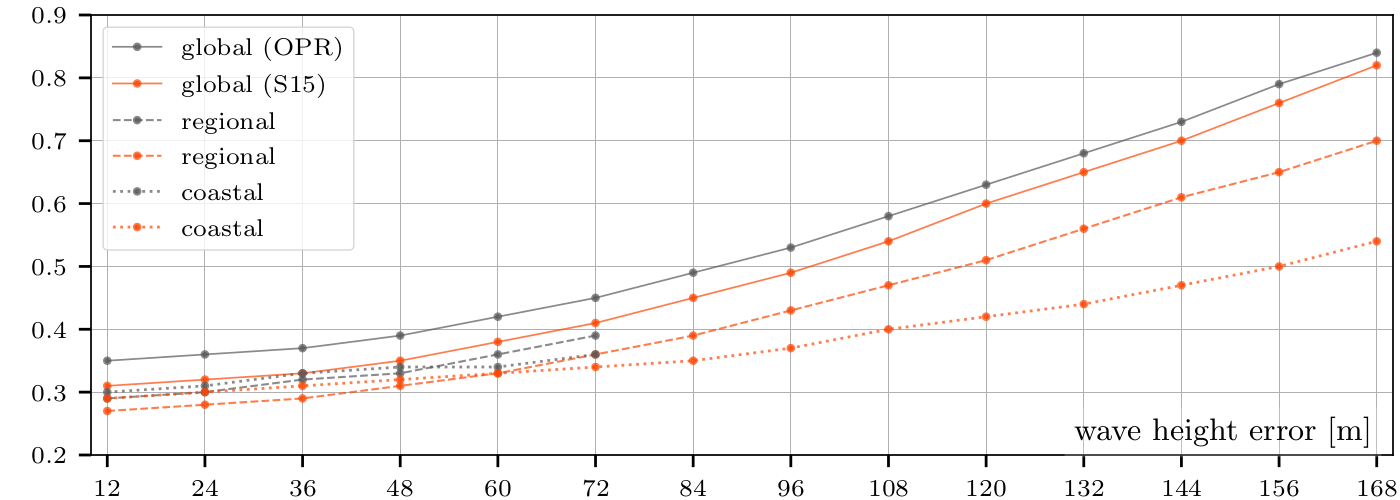 0.9
0.8
0.7
0.6
0.5
0.4
0.3
0.2
global (OPR)
global (S15)
regional
regional
coastal
coastal
wave height error [m]
12 24 36 48 60 72 84 96 108 120 132 144 156 168